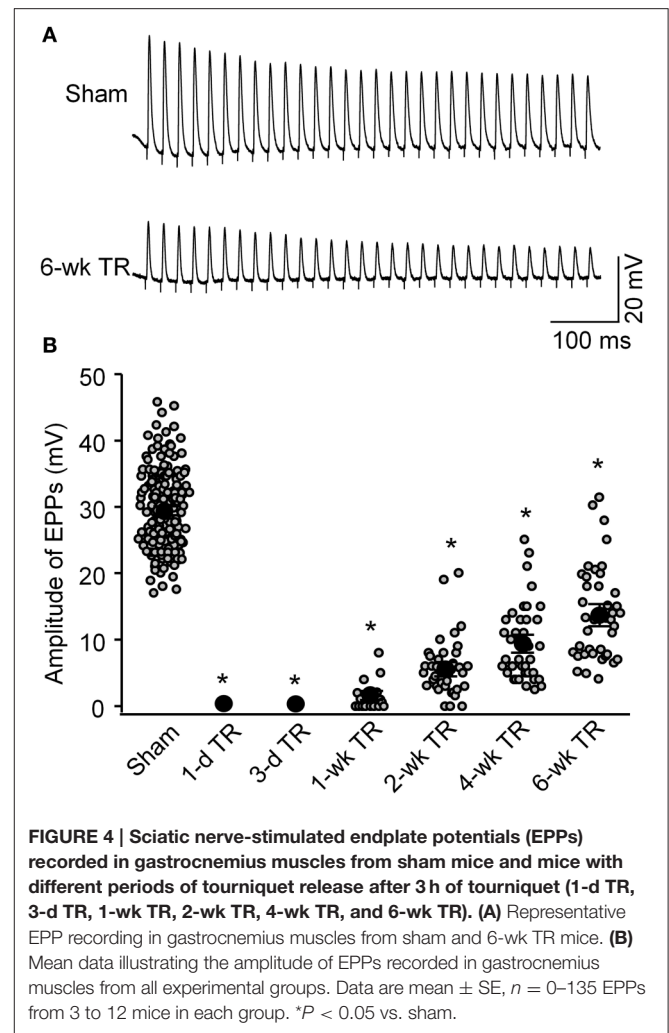 A
Sham
6-wk TR
20 mV
100 ms
B
Amplitude of EPPs (mV)
50
40
30
20
10
0
*
*
*
*
*
*
Sham
1-d TR
3-d TR
1-wk TR
2-wk TR
4-wk TR
6-wk TR
FIGURE 4 | Sciatic nerve-stimulated endplate potentials (EPPs)
recorded in gastrocnemius muscles from sham mice and mice with
different periods of tourniquet release after 3 h of tourniquet (1-d TR,
3-d TR, 1-wk TR, 2-wk TR, 4-wk TR, and 6-wk TR). (A) Representative
EPP recording in gastrocnemius muscles from sham and 6-wk TR mice. (B)
Mean data illustrating the amplitude of EPPs recorded in gastrocnemius
muscles from all experimental groups. Data are mean ± SE, n = 0–135 EPPs
from 3 to 12 mice in each group. *P < 0.05 vs. sham.